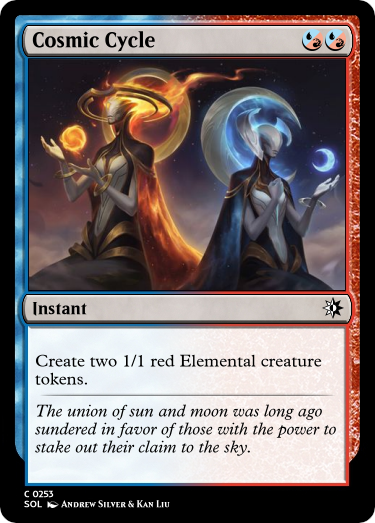 Cosmic Cycle
Instant
Create two 1/1 red Elemental creature
tokens.
The union of sun and moon was long ago
sundered in favor of those with the power to
stake out their claim to the sky.
C 0253
SOL Andrew Silver & Kan Liu